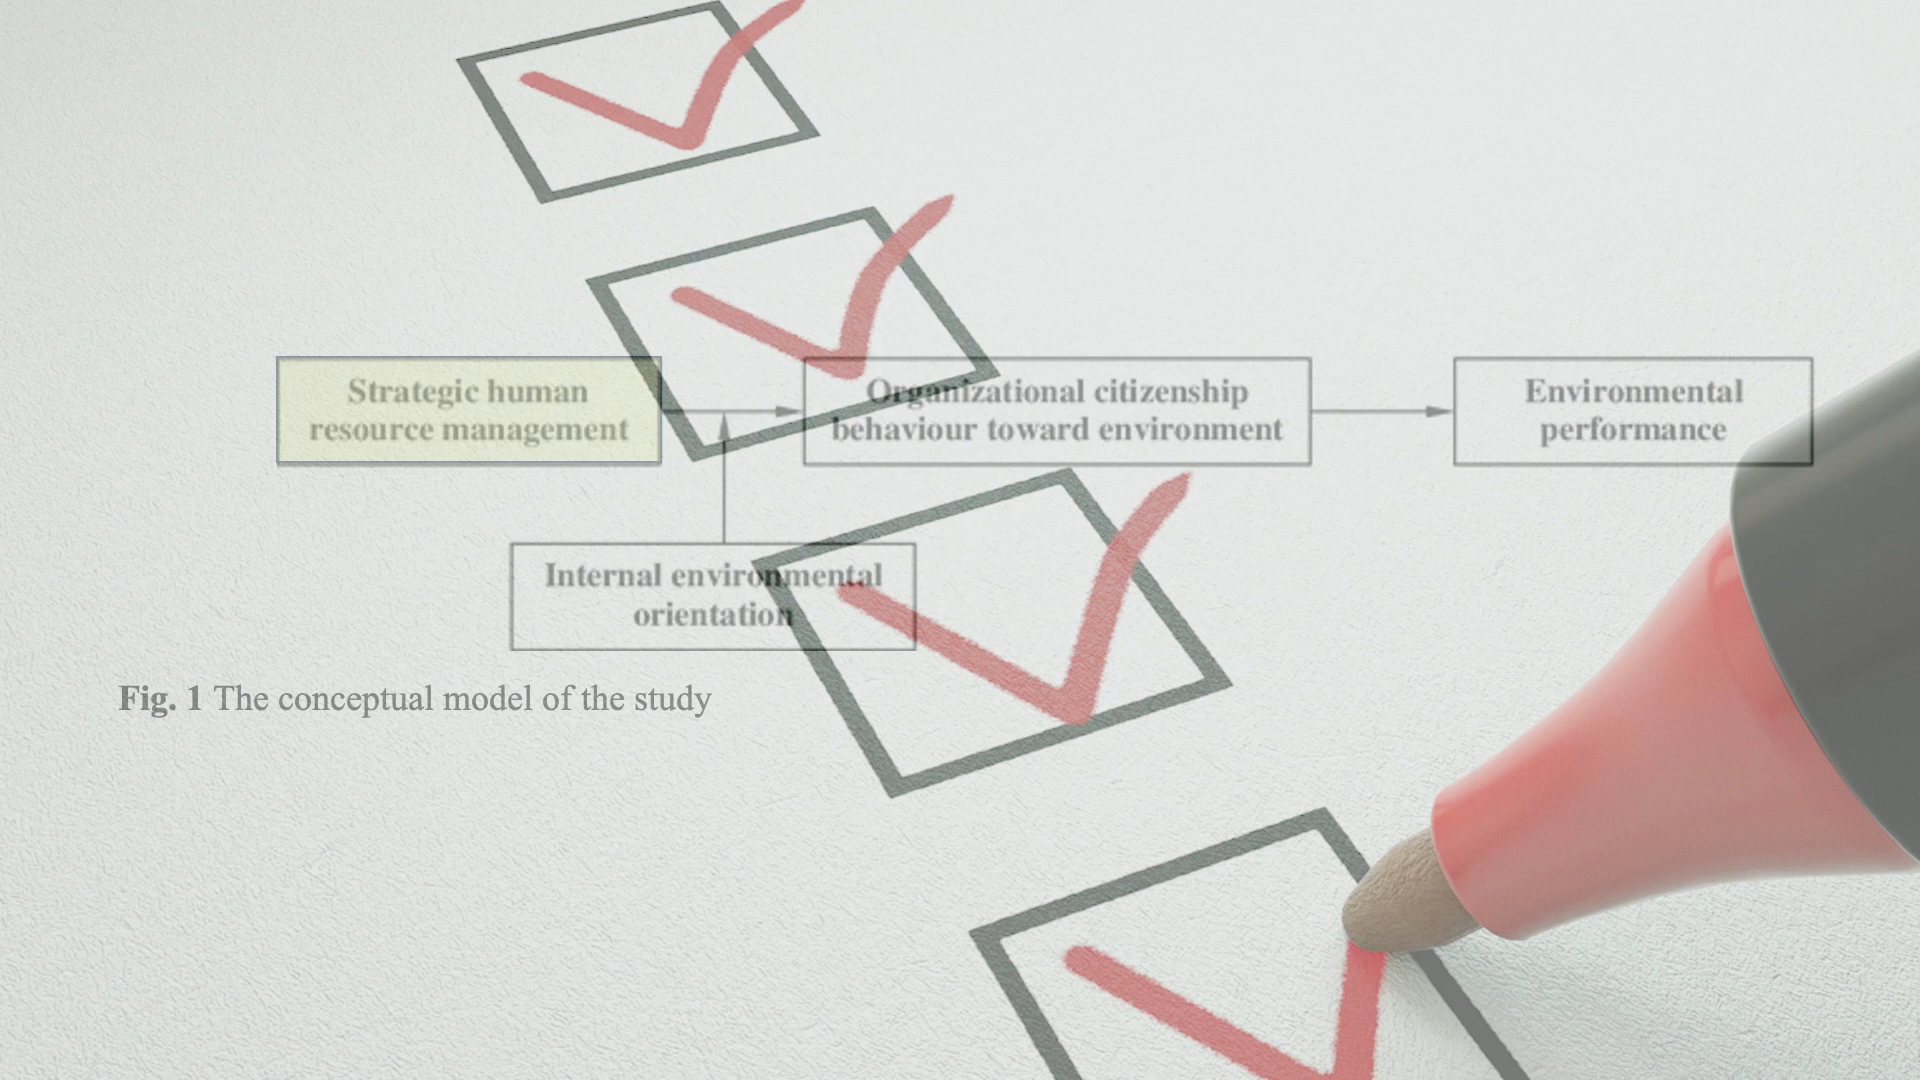 Strategic human
resource management
Organizational citizenship
behaviour toward environment
Environmental
performance
Internal environmental
orientation
Fig. 1 The conceptual model of the study